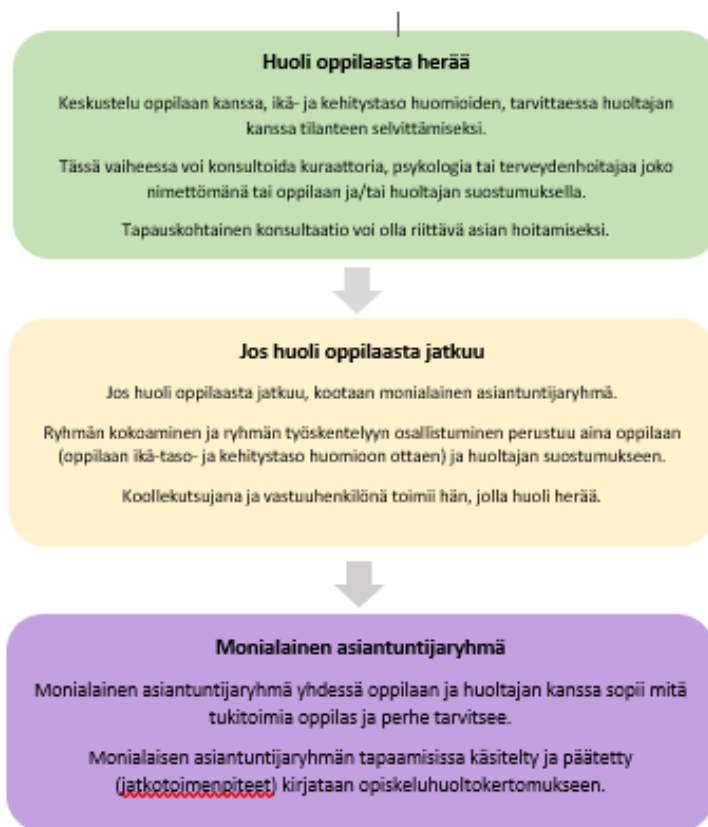 Huoli oppilaasta herää
Keskustelu oppilaan kanssa, ikä- ja kehitystaso huomioiden, tarvittaessa huoltajan
kanssa tilanteen selvittämiseksi.
Tässä vaiheessa voi konsultoida kuraattoria, psykologia tai terveydenhoitajaa joko
nimettömänä tai oppilaan ja/tai huoltajan suostumuksella.
Tapauskohtainen konsultaatio voi olla riittävä asian hoitamiseksi.
Jos huoli oppilaasta jatkuu
Jos huoli oppilaasta jatkuu, kootaan monialainen asiantuntijaryhmä.
Ryhmän kokoaminen ja ryhmän työskentelyyn osallistuminen perustuu aina oppilaan
(oppilaan ikä-taso- ja kehitystaso huomioon ottaen) ja huoltajan suostumukseen.
Koollekutsujana ja vastuuhenkilönä toimii hän, jolla huoli herää.
Monialainen asiantuntijaryhmä
Monialainen asiantuntijaryhmä yhdessä oppilaan ja huoltajan kanssa sopii mitä
tukitoimia oppilas ja perhe tarvitsee.
Monialaisen asiantuntijaryhmän tapaamisissa käsitelty ja päätetty
(jatkotoimenpiteet) kirjataan opiskeluhuoltokertomukseen.